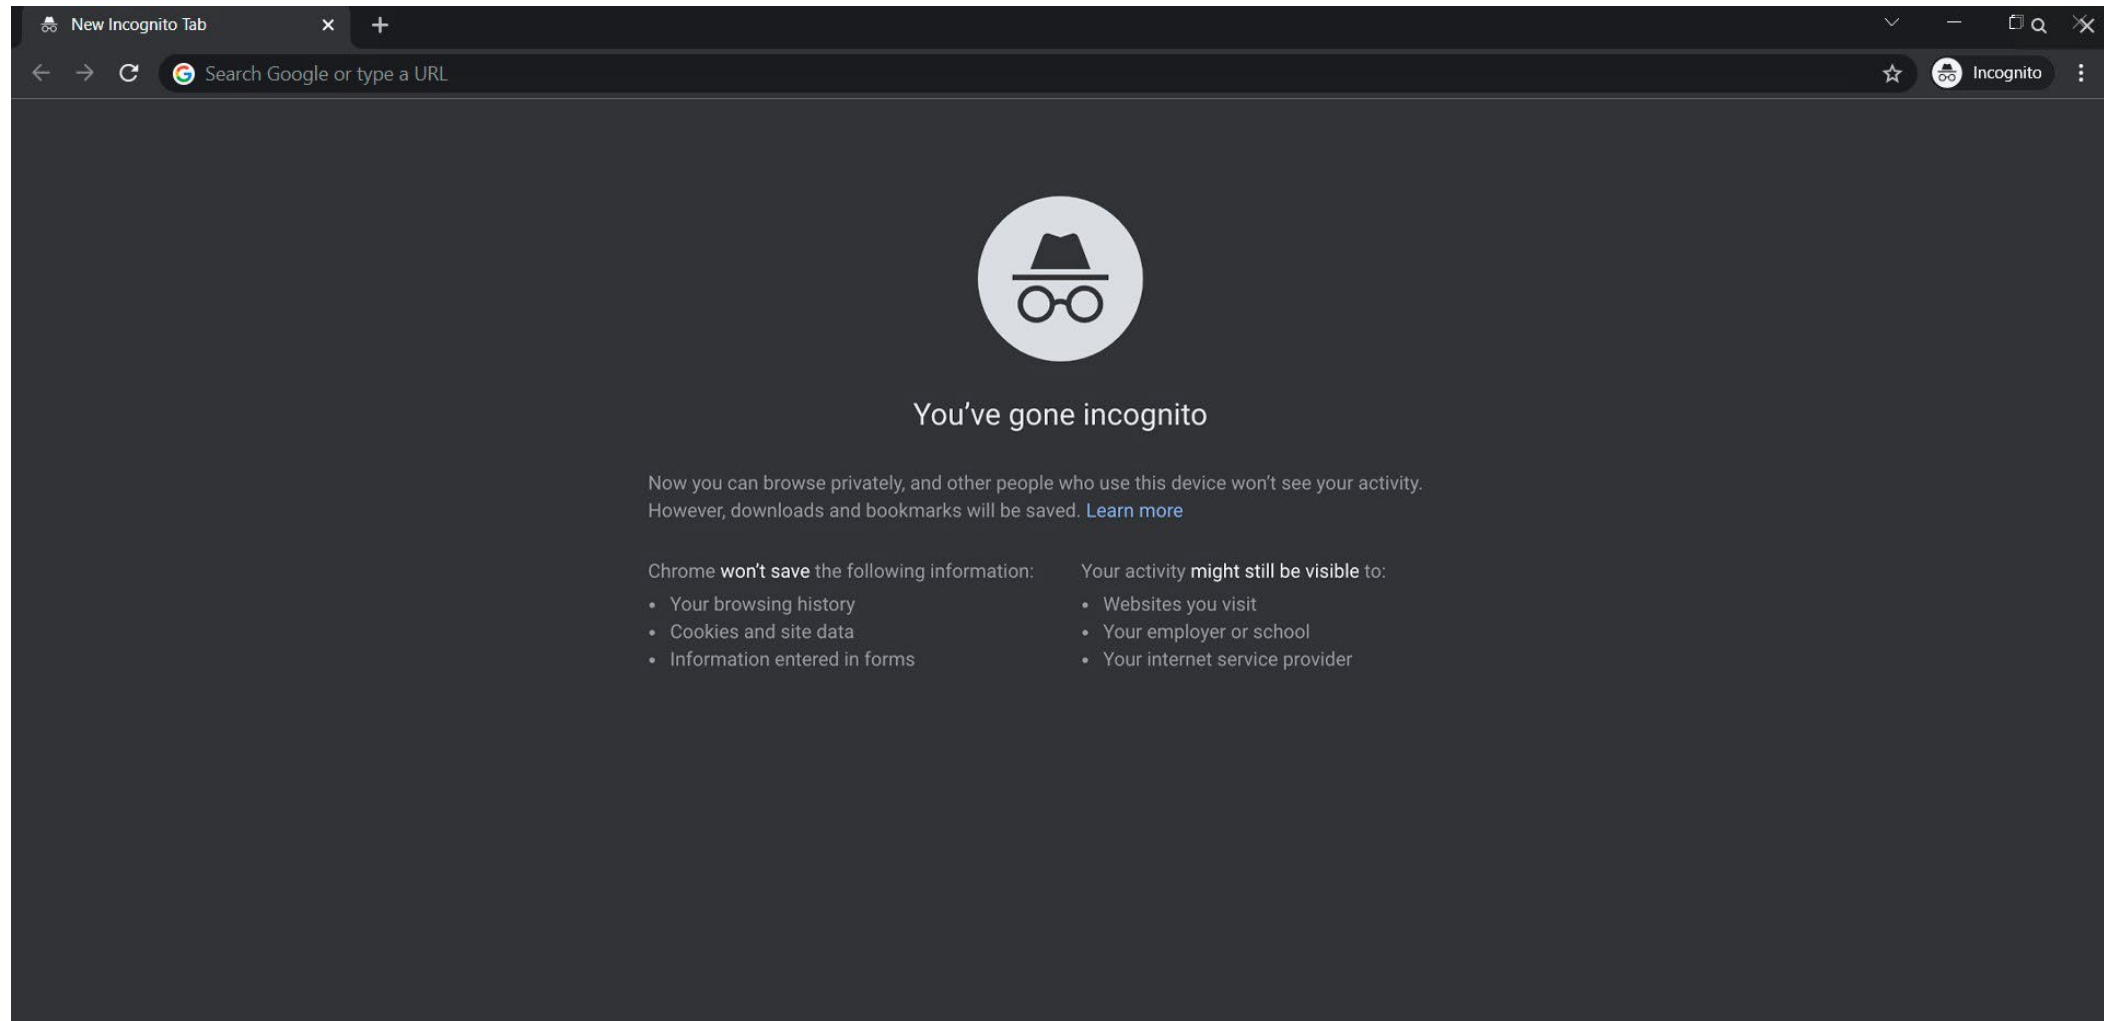 New Incognito Tab
Search Google or type a URL
Incognito
You've gone incognito
Now you can browse privately, and other people who use this device won't see your activity.
However, downloads and bookmarks will be saved. Learn more
Chrome won't save the following information:
• Your browsing history
• Cookies and site data
• Information entered in forms
Your activity might still be visible to:
• Websites you visit
• Your employer or school
• Your internet service provider